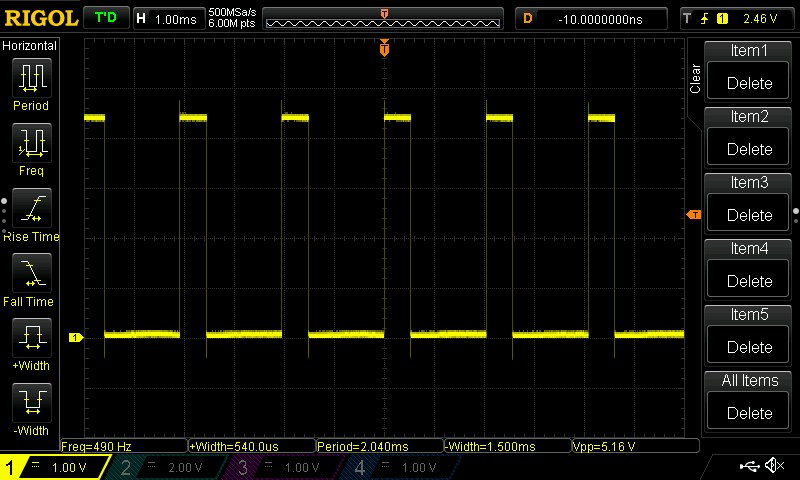 RIGOL T'D H 1.00ms 500MSa/s D -10.0000000ns T 1 2.46 V
6.00M pts
T
Horizontal
Period
Freq
Rise Time
Fall Time
+Width
-Width
T
T
1
Clear
Item1
Delete
Item2
Delete
Item3
Delete
Item4
Delete
Item5
Delete
All Items
Delete
Freq=490 Hz +Width=540.0us Period=2.040ms -Width=1.500ms Vpp=5.16 V
1 1.00 V 2 2.00 V 3 1.00 V 4 1.00 V